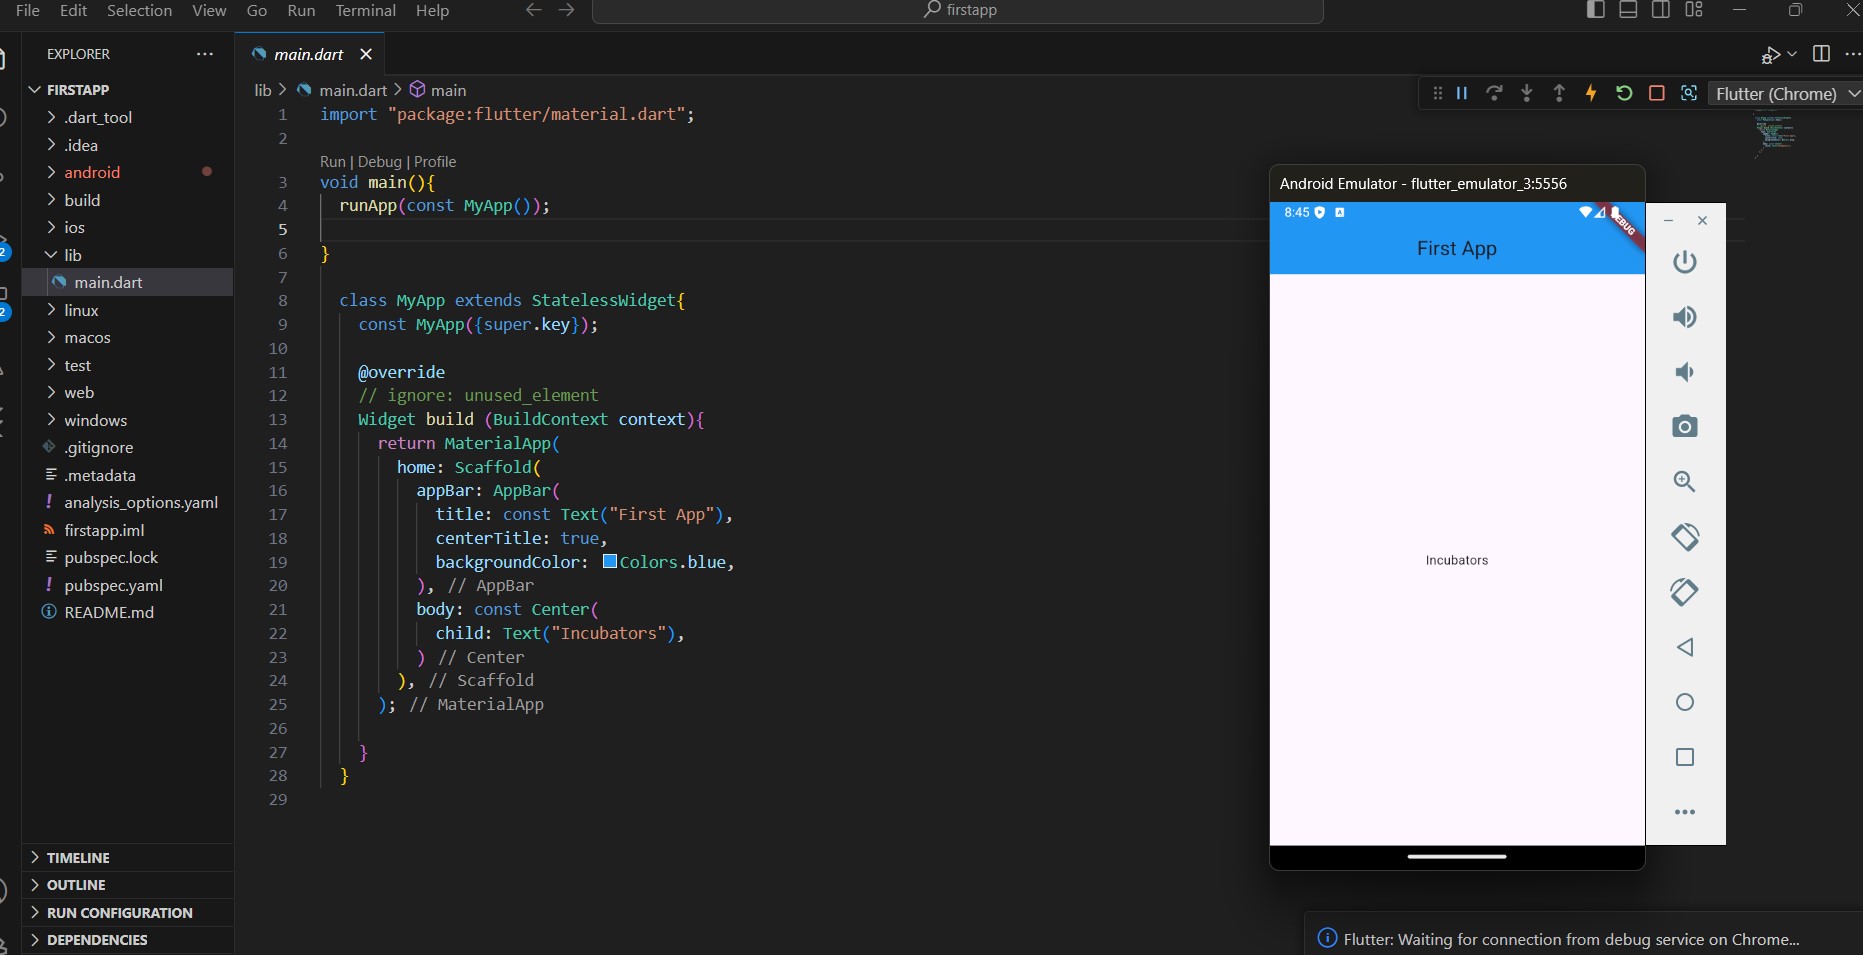 File Edit Selection View Go Run Terminal Help
firstapp
EXPLORER
FIRSTAPP
.dart_tool
.idea
android
build
ios
lib
main.dart
linux
macos
test
web
windows
.gitignore
.metadata
analysis_options.yaml
firstapp.iml
pubspec.lock
pubspec.yaml
README.md
TIMELINE
OUTLINE
RUN CONFIGURATION
DEPENDENCIES
2
2
main.dart
lib > main.dart > main
Flutter (Chrome)
1 import "package:flutter/material.dart";
2
Run | Debug | Profile
3 void main(){
4 runApp(const MyApp());
5
6 }
7
8 class MyApp extends StatelessWidget{
9 const MyApp({super.key});
10
11 @override
12 // ignore: unused_element
13 Widget build (BuildContext context){
14 return MaterialApp(
15 home: Scaffold(
16 appBar: AppBar(
17 title: const Text("First App"),
18 centerTitle: true,
19 backgroundColor: Colors.blue,
20 ), // AppBar
21 body: const Center(
22 child: Text("Incubators"),
23 ) // Center
24 ), // Scaffold
25 ); // MaterialApp
26
27 }
28 }
29
Android Emulator - flutter_emulator_3:5556
8:45
First App
Incubators
Flutter: Waiting for connection from debug service on Chrome...